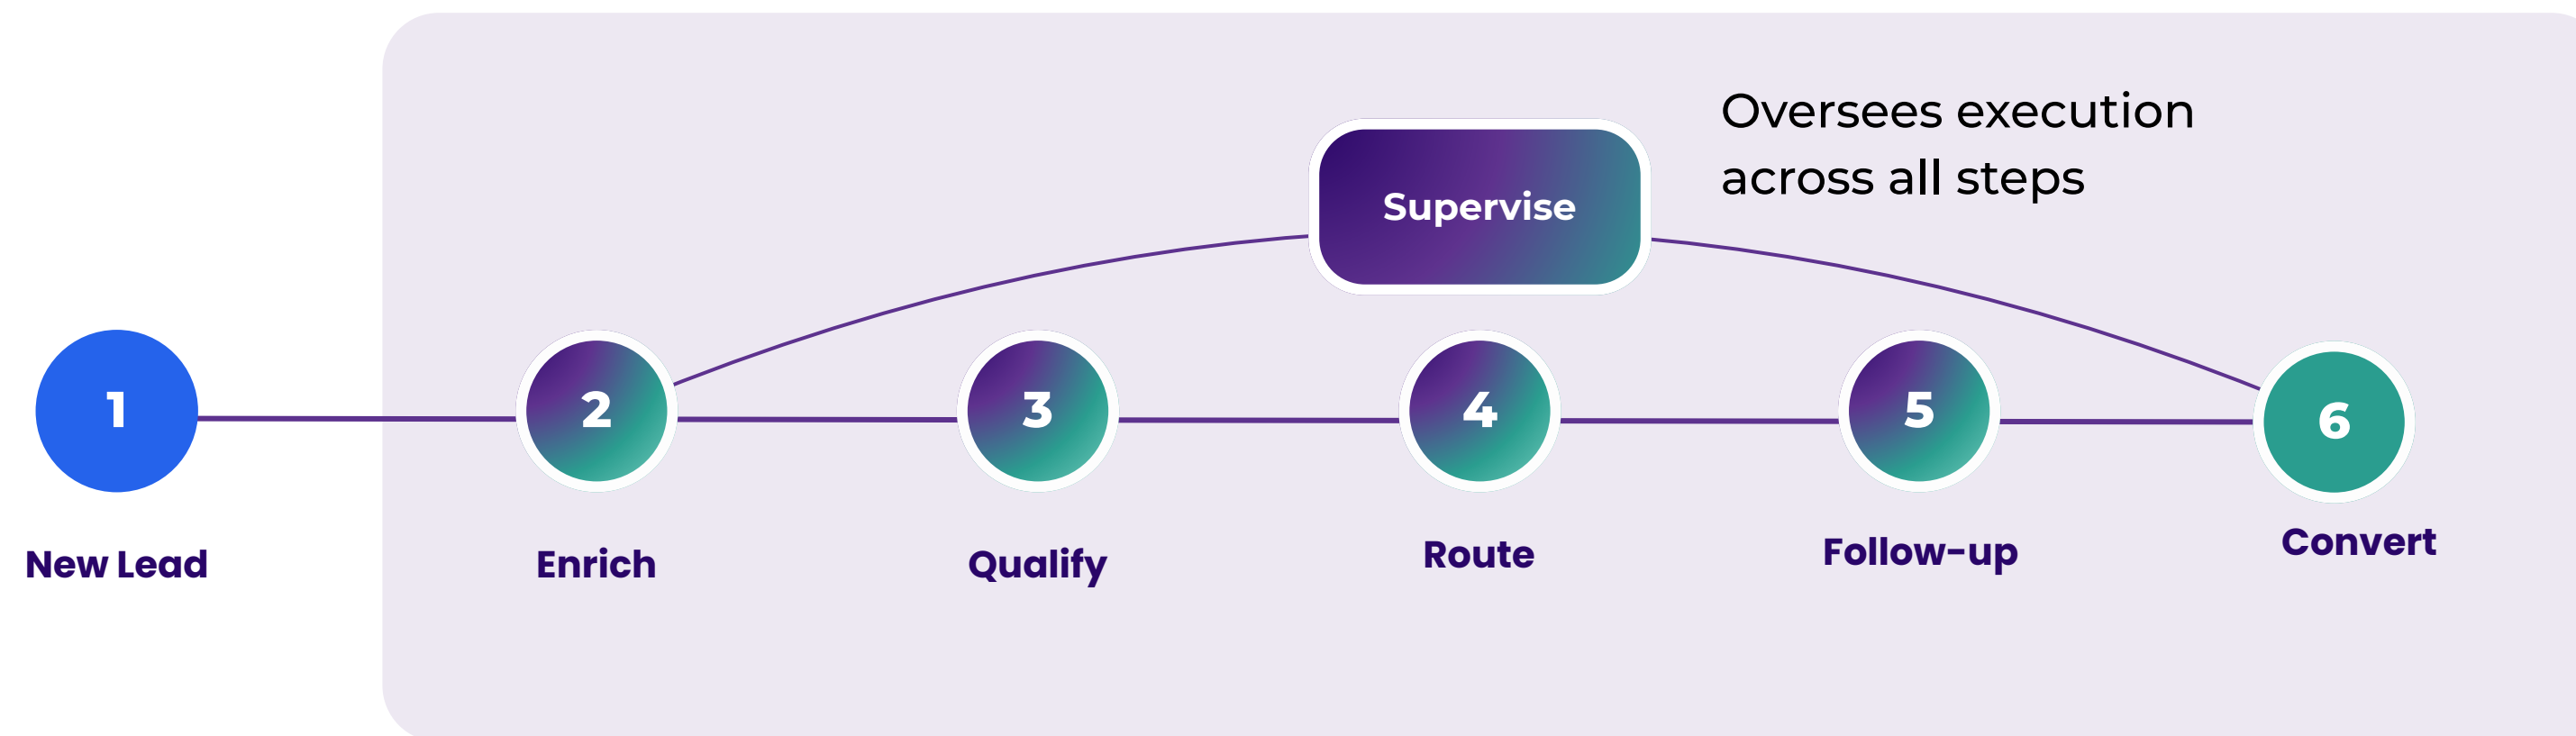 Oversees execution
across all steps
Supervise
1
2
3
4
5
6
New Lead
Enrich
Qualify
Route
Follow-up
Convert